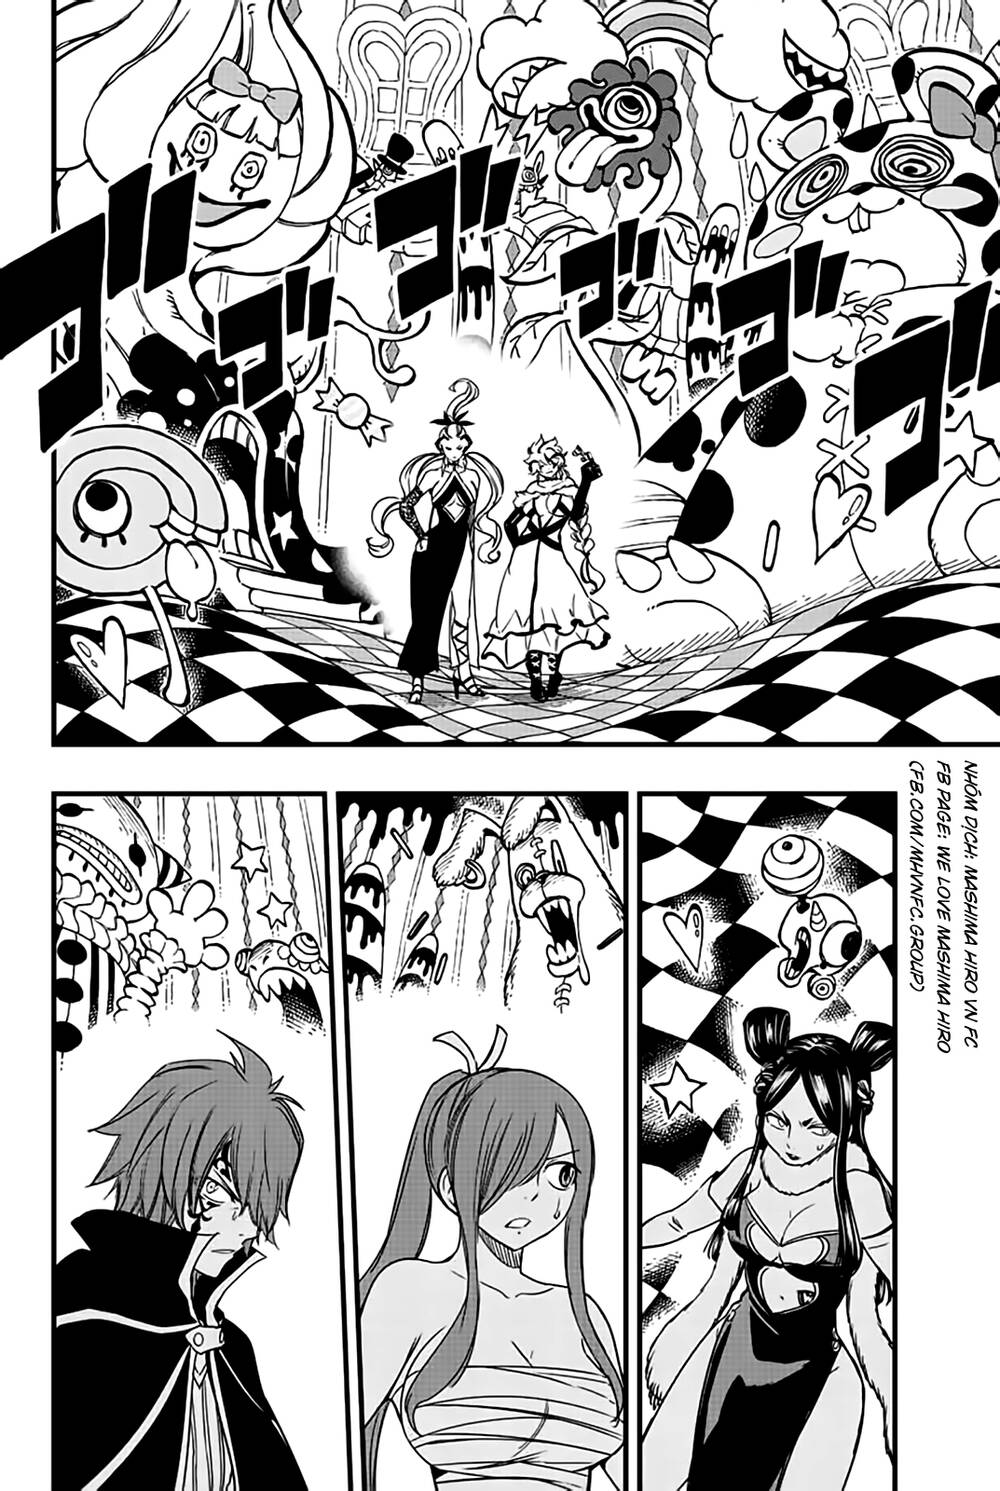 ゴゴゴゴゴゴ
NHÓM DỊCH: MASHIMA HIRO VN FC
FB PAGE: WE LOVE MASHIMA HIRO
(FB.COM/MHVNFC.GROUP)